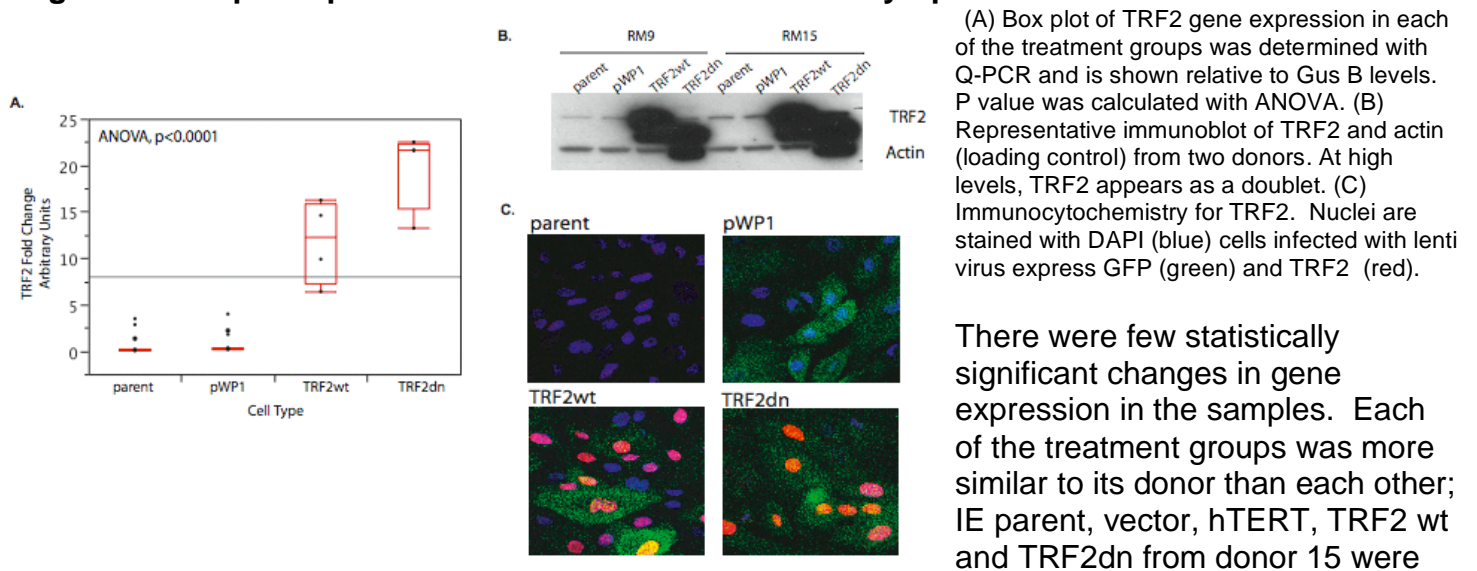 (A) Box plot of TRF2 gene expression in each
of the treatment groups was determined with
Q-PCR and is shown relative to Gus B levels.
P value was calculated with ANOVA. (B)
Representative immunoblot of TRF2 and actin
(loading control) from two donors. At high
levels, TRF2 appears as a doublet. (C)
Immunocytochemistry for TRF2. Nuclei are
stained with DAPI (blue) cells infected with lenti
virus express GFP (green) and TRF2 (red).
A.
TRF2 Fold Change
Arbitrary Units
25
20
15
10
5
0
ANOVA, p<0.0001
parent pWP1 TRF2wt TRF2dn
Cell Type
B.
RM9 RM15
parent pWP1 TRF2wt TRF2dn parent pWP1 TRF2wt TRF2dn
TRF2
Actin
C.
parent pWP1
TRF2wt TRF2dn
There were few statistically
significant changes in gene
expression in the samples. Each
of the treatment groups was more
similar to its donor than each other;
IE parent, vector, hTERT, TRF2 wt
and TRF2dn from donor 15 were